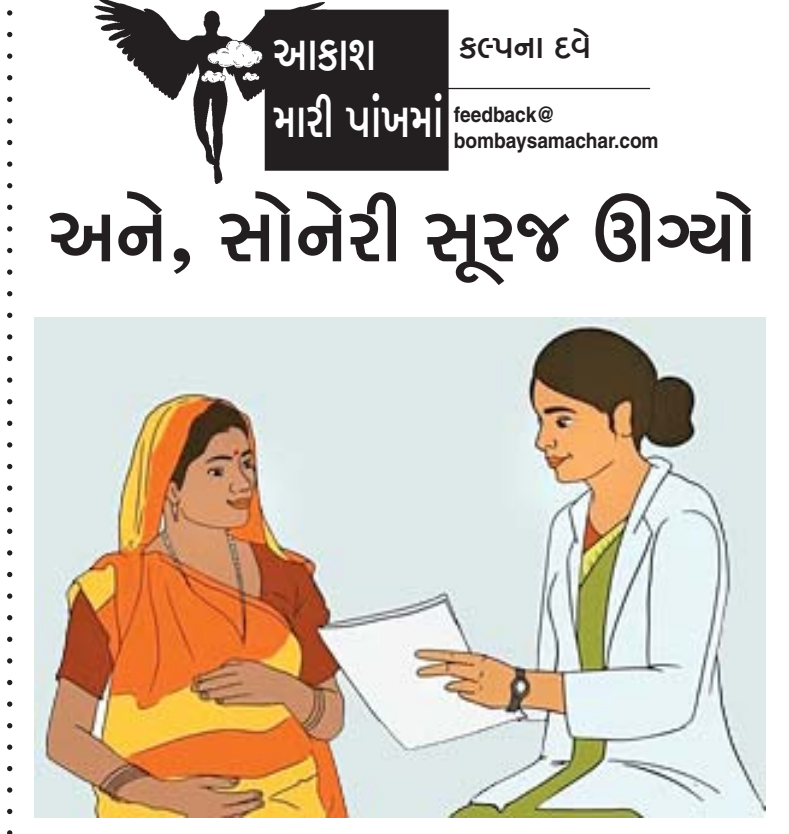 આકાશ
મારી પાંખમાં
કલ્પના દવે
feedback@
bombaysamachar.com
અને, સોનેરી સૂરજ ઊગ્યો